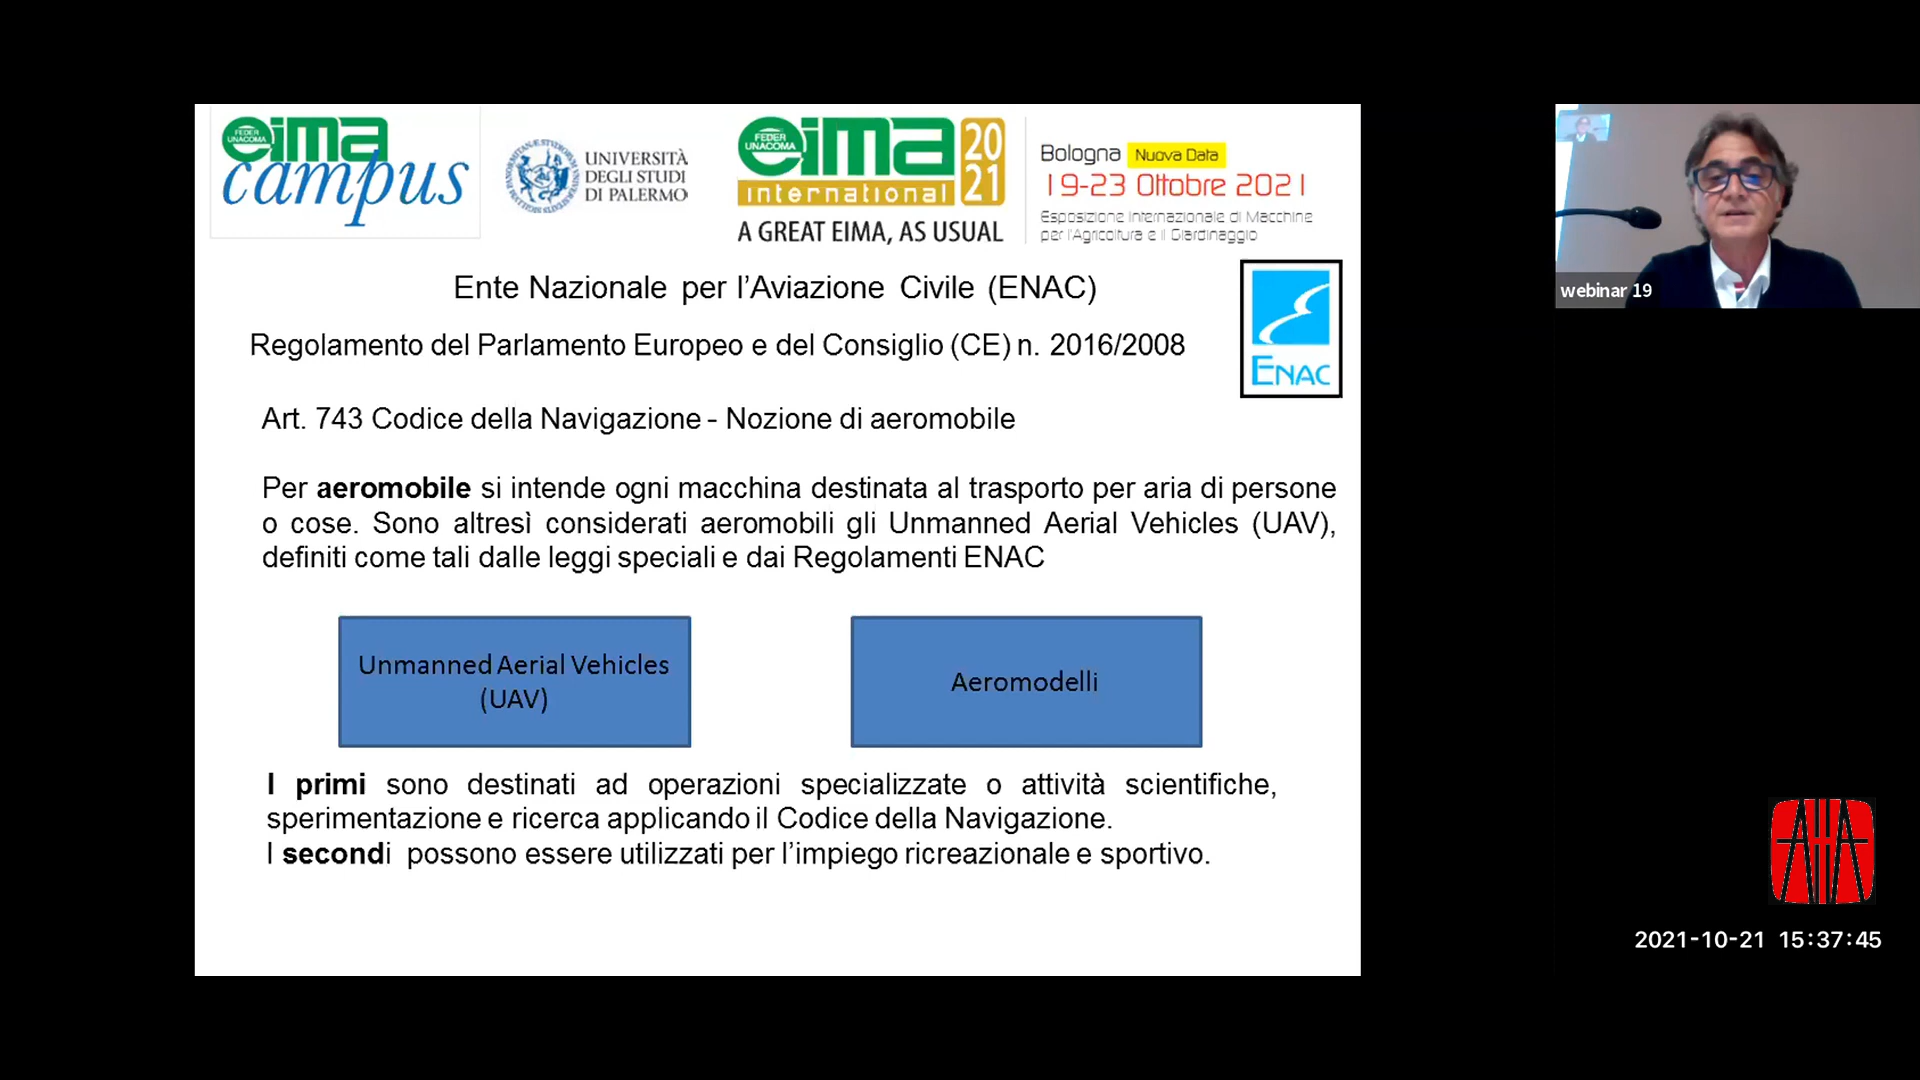 FEDER
UNACOMA
eima
campus
UNIVERSITÀ
DEGLI STUDI
DI PALERMO
FEDER
UNACOMA
eima
20
21
international
A GREAT EIMA, AS USUAL
Bologna Nuova Data
19-23 Ottobre 2021
Esposizione Internazionale di Macchine
per l'Agricoltura e il Giardinaggio
Ente Nazionale per l’Aviazione Civile (ENAC)
Regolamento del Parlamento Europeo e del Consiglio (CE) n. 2016/2008
ENAC
Art. 743 Codice della Navigazione - Nozione di aeromobile
Per aeromobile si intende ogni macchina destinata al trasporto per aria di persone
o cose. Sono altresì considerati aeromobili gli Unmanned Aerial Vehicles (UAV),
definiti come tali dalle leggi speciali e dai Regolamenti ENAC
Unmanned Aerial Vehicles
(UAV)
Aeromodelli
I primi sono destinati ad operazioni specializzate o attività scientifiche,
sperimentazione e ricerca applicando il Codice della Navigazione.
I secondi possono essere utilizzati per l’impiego ricreazionale e sportivo.
webinar 19
2021-10-21 15:37:45